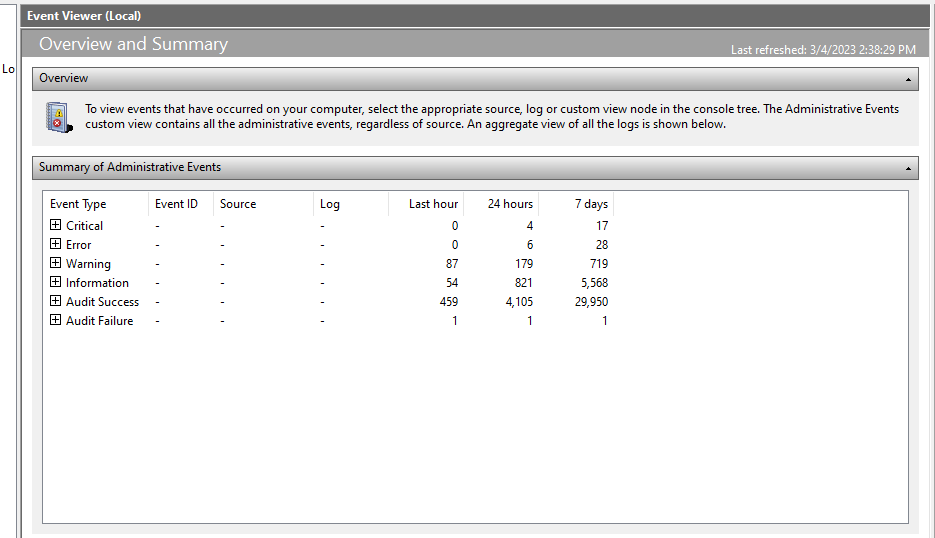 Event Viewer (Local)
Overview and Summary
Last refreshed: 3/4/2023 2:38:29 PM
Lo
Overview
To view events that have occurred on your computer, select the appropriate source, log or custom view node in the console tree. The Administrative Events
custom view contains all the administrative events, regardless of source. An aggregate view of all the logs is shown below.
Summary of Administrative Events
Event Type Event ID Source Log Last hour 24 hours 7 days
Critical - - - 0 4 17
Error - - - 0 6 28
Warning - - - 87 179 719
Information - - - 54 821 5,568
Audit Success - - - 459 4,105 29,950
Audit Failure - - - 1 1 1